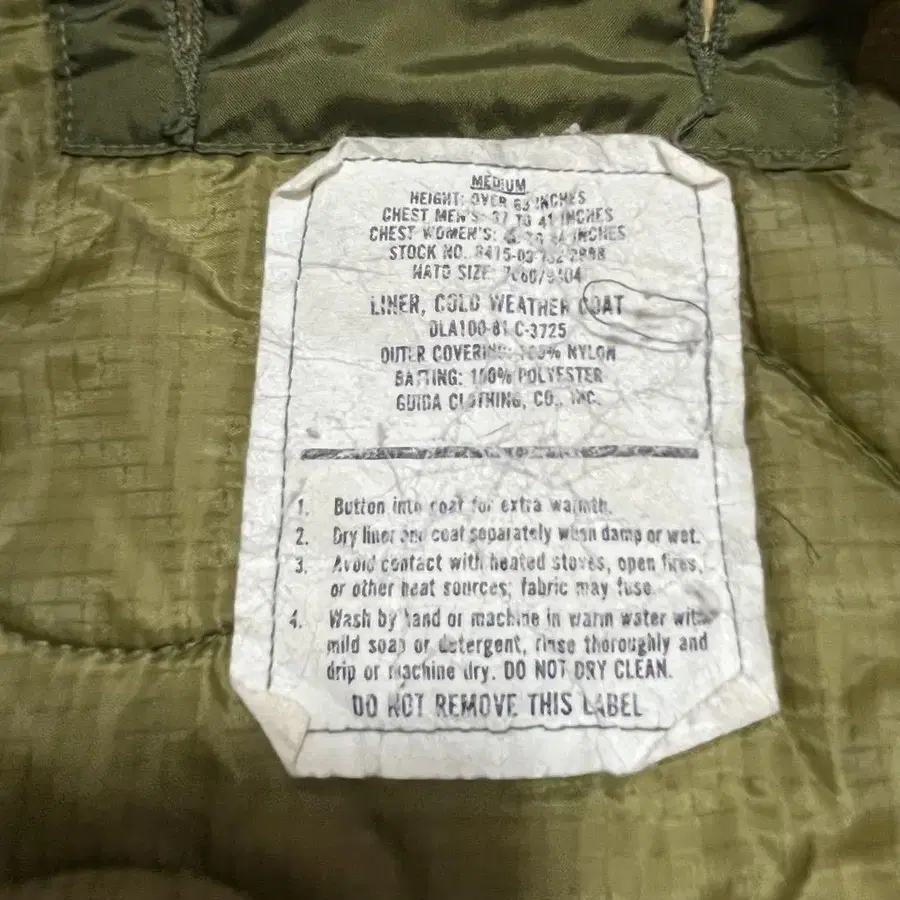 MEDIUM
HEIGHT: OVER 63 INCHES
CHEST MEN'S: 37 TO 41 INCHES
CHEST WOMEN'S: TO INCHES
STOCK NO.
NATO SIZE:
LINER, COLD WEATHER COAT
DLA100-81-C-3725
OUTER COVERING: 100% NYLON
BATTING: 100% POLYESTER
GUIDA CLOTHING, CO., INC.
1. Button into coat for extra warmth.
2. Dry liner and coat separately when damp or wet.
3. Avoid contact with heated stoves, open fires,
or other heat sources; fabric may fuse.
4. Wash by hand or machine in warm water with
mild soap or detergent, rinse thoroughly and
drip or machine dry. DO NOT DRY CLEAN.
DO NOT REMOVE THIS LABEL